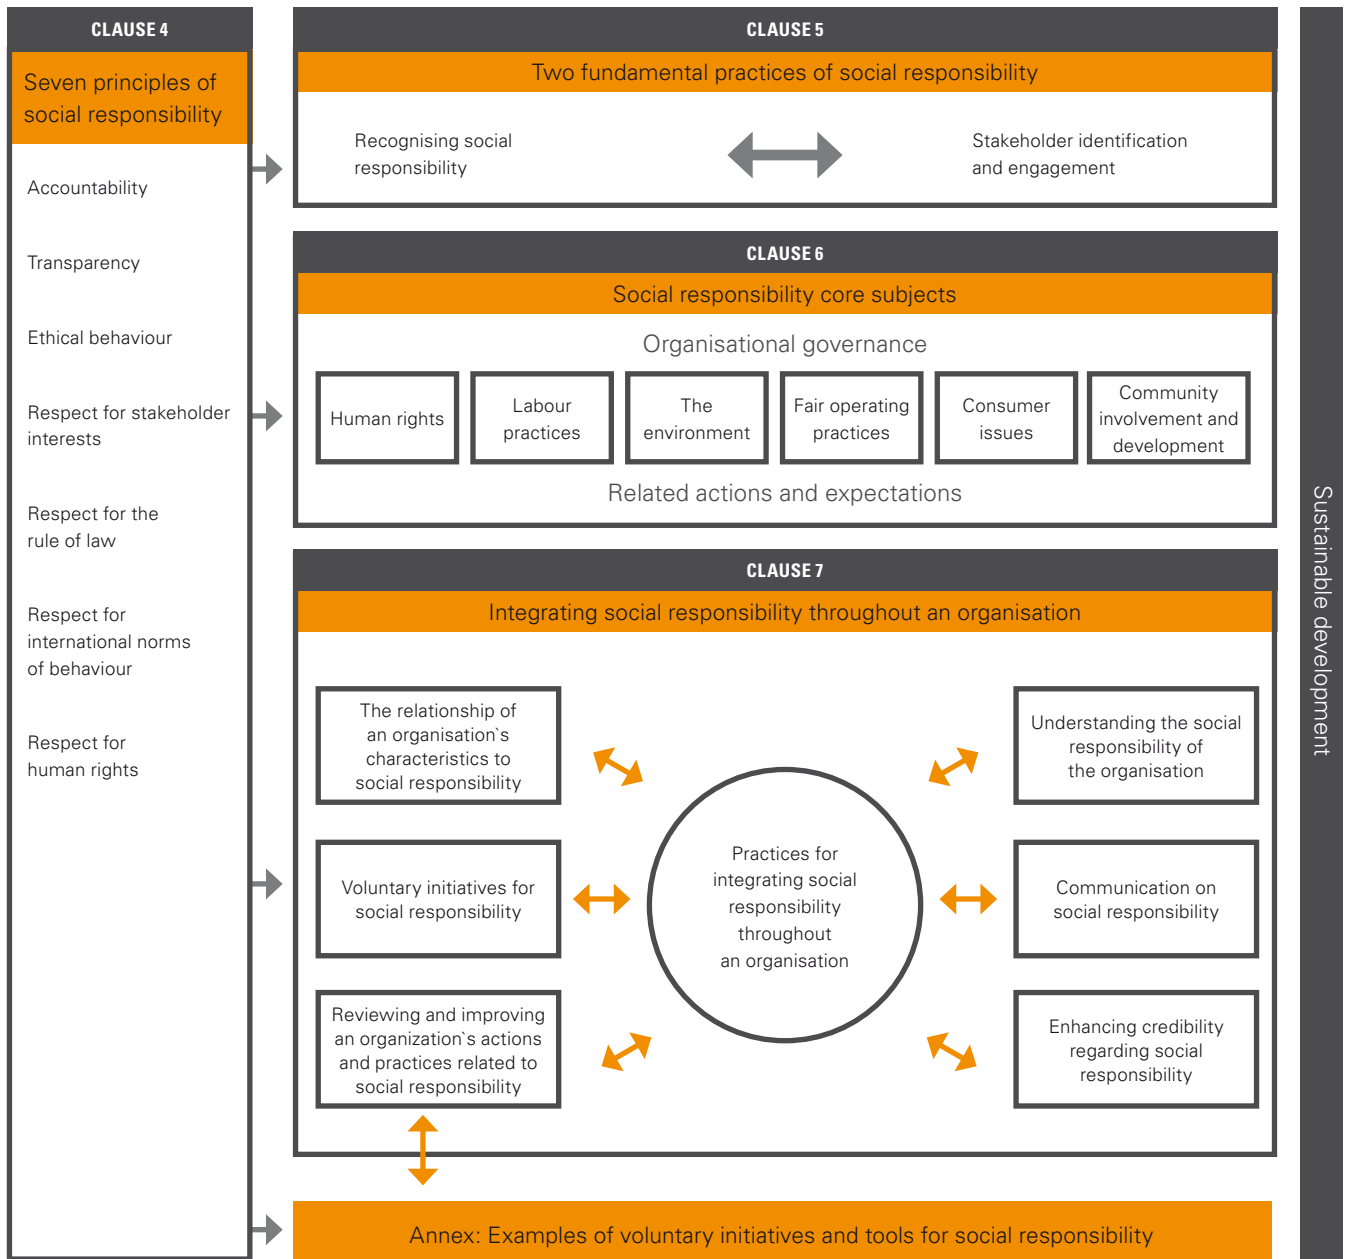 CLAUSE 4
Seven principles of
social responsibility
Accountability
Transparency
Ethical behaviour
Respect for stakeholder
interests
Respect for the
rule of law
Respect for
international norms
of behaviour
Respect for
human rights
CLAUSE 5
Two fundamental practices of social responsibility
Recognising social
responsibility
Stakeholder identification
and engagement
CLAUSE 6
Social responsibility core subjects
Organisational governance
Human rights
Labour
practices
The
environment
Fair operating
practices
Consumer
issues
Community
involvement and
development
Related actions and expectations
CLAUSE 7
Integrating social responsibility throughout an organisation
The relationship of
an organisation`s
characteristics to
social responsibility
Voluntary initiatives for
social responsibility
Reviewing and improving
an organization`s actions
and practices related to
social responsibility
Practices for
integrating social
responsibility
throughout
an organisation
Understanding the social
responsibility of
the organisation
Communication on
social responsibility
Enhancing credibility
regarding social
responsibility
Annex: Examples of voluntary initiatives and tools for social responsibility
Sustainable development